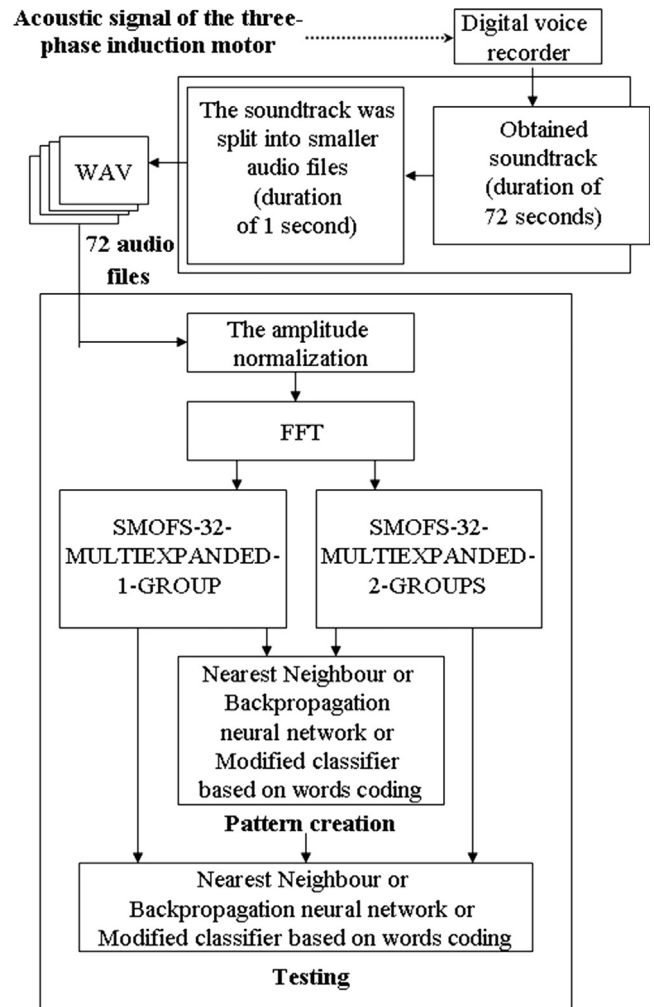 Acoustic signal of the three-
phase induction motor
Digital voice
recorder
Obtained
soundtrack
(duration of
72 seconds)
The soundtrack was
split into smaller
audio files
(duration
of 1 second)
WAV
72 audio
files
The amplitude
normalization
FFT
SMOFS-32-
MULTIEXPANDED-
1-GROUP
SMOFS-32-
MULTIEXPANDED-
2-GROUPS
Nearest Neighbour or
Backpropagation
neural network or
Modified classifier
based on words coding
Pattern creation
Nearest Neighbour or
Backpropagation neural network or
Modified classifier based on words coding
Testing